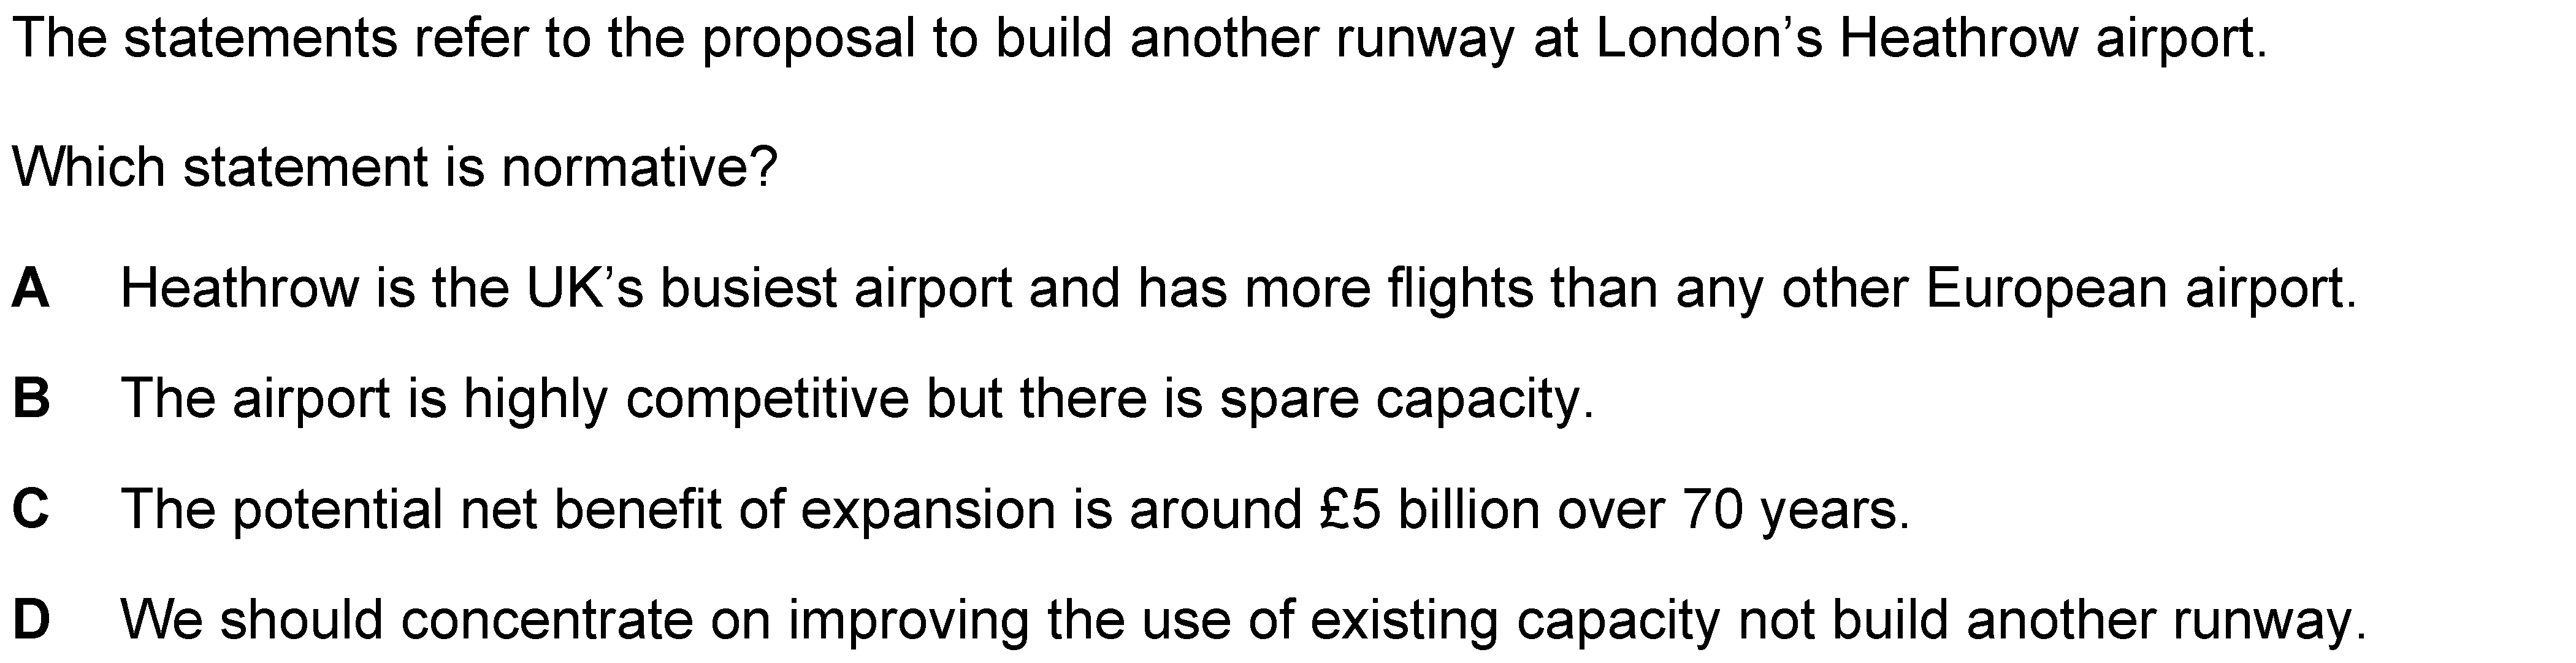 The statements refer to the proposal to build another runway at London’s Heathrow airport.
Which statement is normative?
A Heathrow is the UK’s busiest airport and has more flights than any other European airport.
B The airport is highly competitive but there is spare capacity.
C The potential net benefit of expansion is around £5 billion over 70 years.
D We should concentrate on improving the use of existing capacity not build another runway.